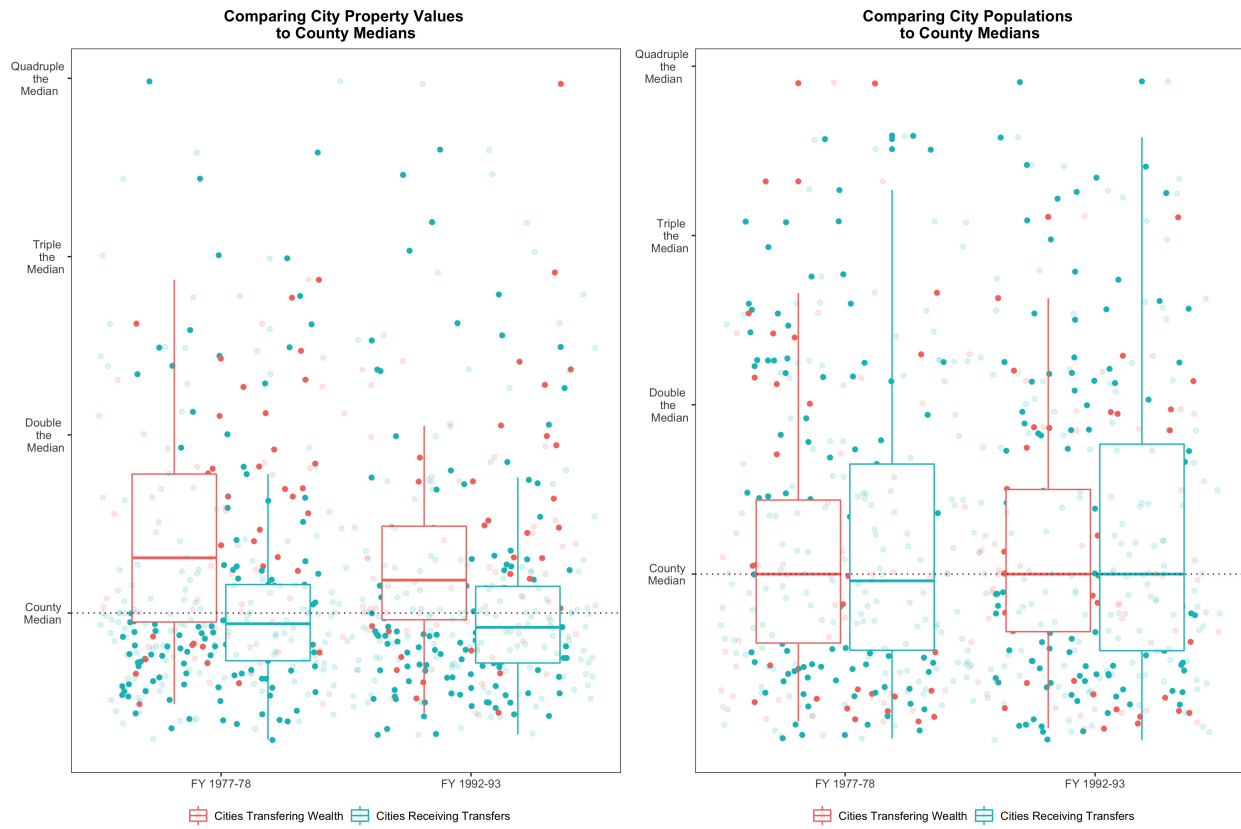 Comparing City Property Values
to County Medians
Quadruple
the
Median
Triple
the
Median
Double
the
Median
County
Median
FY 1977-78
FY 1992-93
Cities Transfering Wealth
Cities Receiving Transfers
Comparing City Populations
to County Medians
Quadruple
the
Median
Triple
the
Median
Double
the
Median
County
Median
FY 1977-78
FY 1992-93
Cities Transfering Wealth
Cities Receiving Transfers